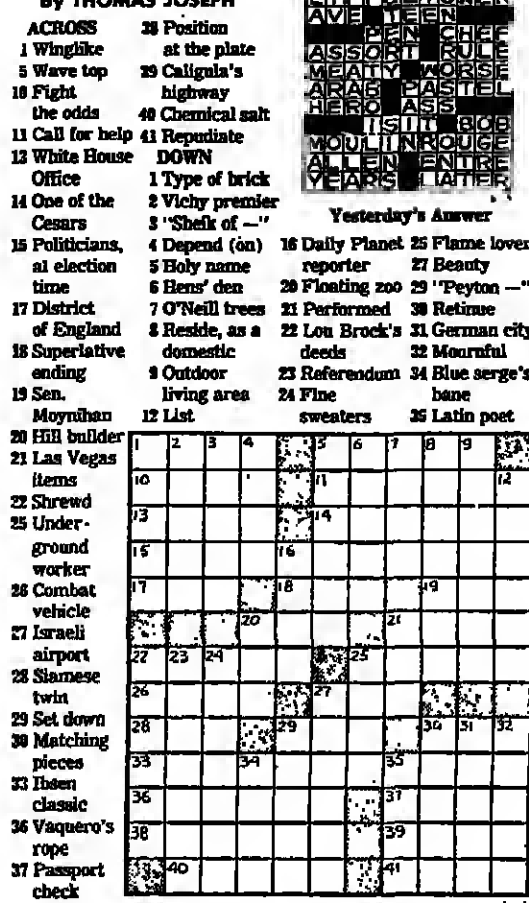 By THOMAS JOSEPH
ACROSS
1 Winglike
5 Wave top
10 Fight
the odds
11 Call for help
13 White House
Office
14 One of the
Cesars
15 Politicians,
al election
time
17 District
of England
18 Superlative
ending
19 Sen.
Moynihan
20 Hill builder
21 Las Vegas
items
22 Shrewd
25 Under-
ground
worker
26 Combat
vehicle
27 Israeli
airport
28 Siamese
twin
29 Set down
30 Matching
pieces
33 Ibsen
classic
36 Vaquero's
rope
37 Passport
check
38 Position
at the plate
39 Caligula's
highway
40 Chemical salt
41 Repudiate
DOWN
1 Type of brick
2 Vichy premier
3 "Sheik of —"
4 Depend (on)
5 Holy name
6 Hens' den
7 O'Neill trees
8 Reside, as a
domestic
9 Outdoor
living area
12 List
AVE TEEN
PEN CHEF
ASSORT RULE
MEATY WORSE
ARAB PASTEL
HERO ASS
ISIT BOB
MOULINROUGE
ALLEN ENTRE
YEARS LATER
Yesterday's Answer
16 Daily Planet
reporter
20 Floating zoo
21 Performed
22 Lou Brock's
deeds
23 Referendum
24 Fine
sweaters
25 Flame lover
27 Beauty
29 "Peyton —"
30 Retinue
31 German city
32 Mournful
34 Blue serge's
bane
35 Latin poet
1 2 3 4 5 6 7 8 9
10 11 12
13 14
15 16
17 18 19
20 21
22 23 24 25
26 27
28 29 30 31 32
33 34 35
36 37
38 39
40 41